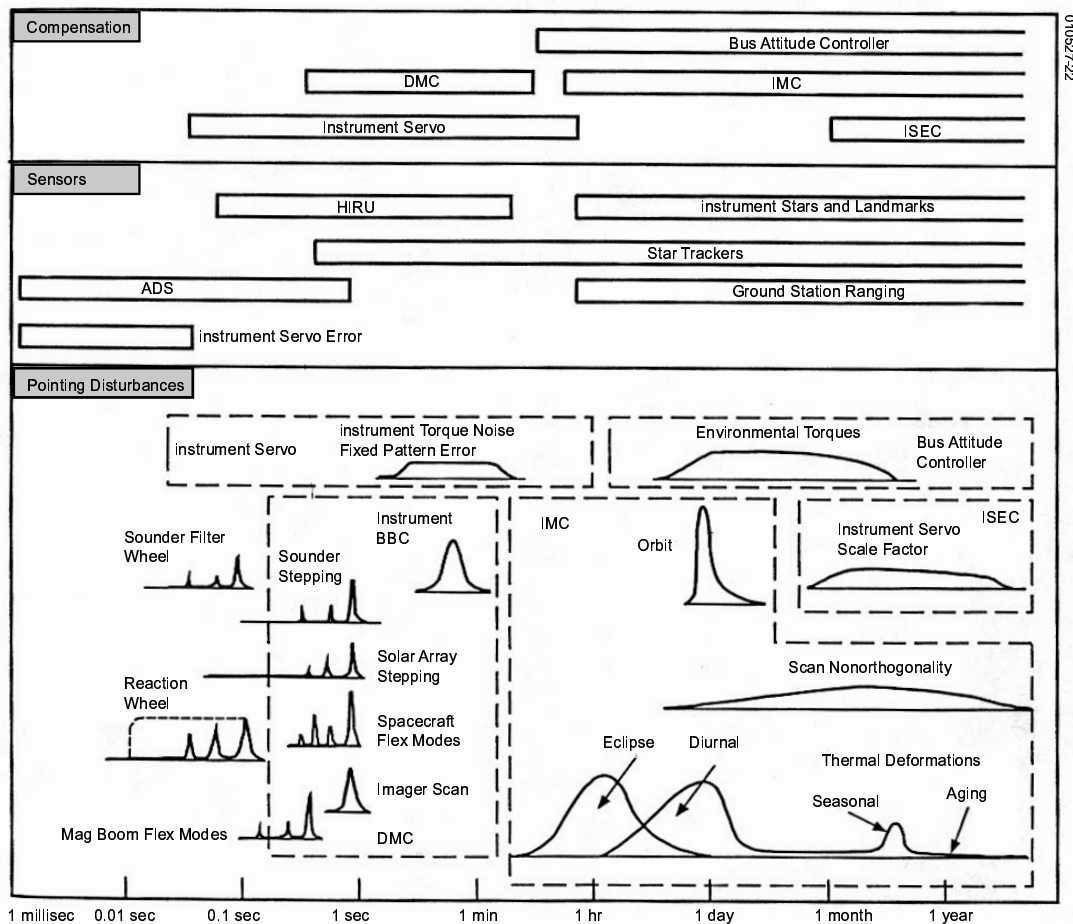 010527-22
Compensation
Bus Attitude Controller
DMC
IMC
Instrument Servo
ISEC
Sensors
HIRU
instrument Stars and Landmarks
Star Trackers
ADS
Ground Station Ranging
instrument Servo Error
Pointing Disturbances
instrument Servo
instrument Torque Noise
Fixed Pattern Error
Environmental Torques
Bus Attitude
Controller
Sounder Filter
Wheel
Sounder
Stepping
Instrument
BBC
IMC
Orbit
ISEC
Instrument Servo
Scale Factor
Solar Array
Stepping
Scan Nonorthogonality
Reaction
Wheel
Spacecraft
Flex Modes
Eclipse
Diurnal
Thermal Deformations
Imager Scan
Seasonal
Aging
Mag Boom Flex Modes
DMC
1 millisec
0.01 sec
0.1 sec
1 sec
1 min
1 hr
1 day
1 month
1 year